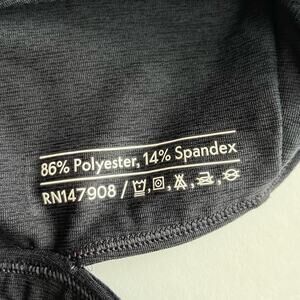 86% Polyester, 14% Spandex
RN147908 /